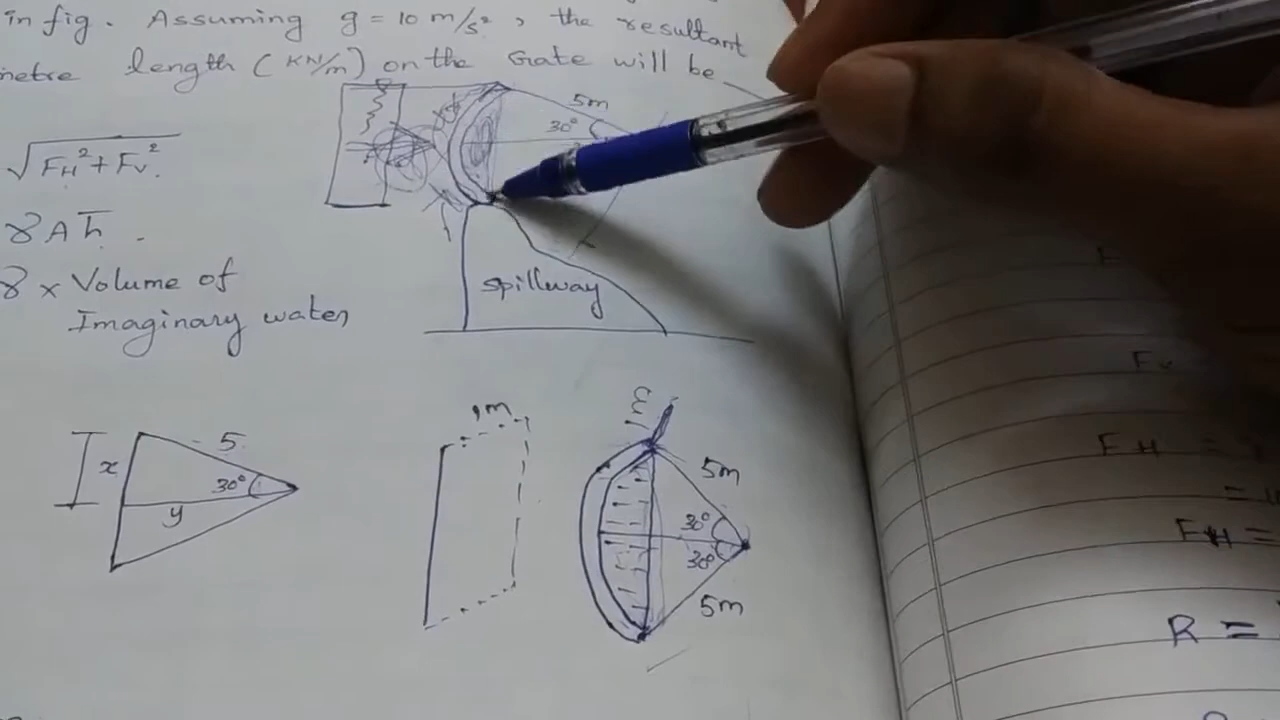 in fig. Assuming g = 10 m/s², the resultant
metre length (KN/m) on the Gate will be
5m
30°
√FH² + Fv²
γAh̄.
γ × Volume of
Imaginary water
Spillway
1m
5
x
30°
y
5m
30°
30°
5m
Fv
FH =
=
FH =
R =